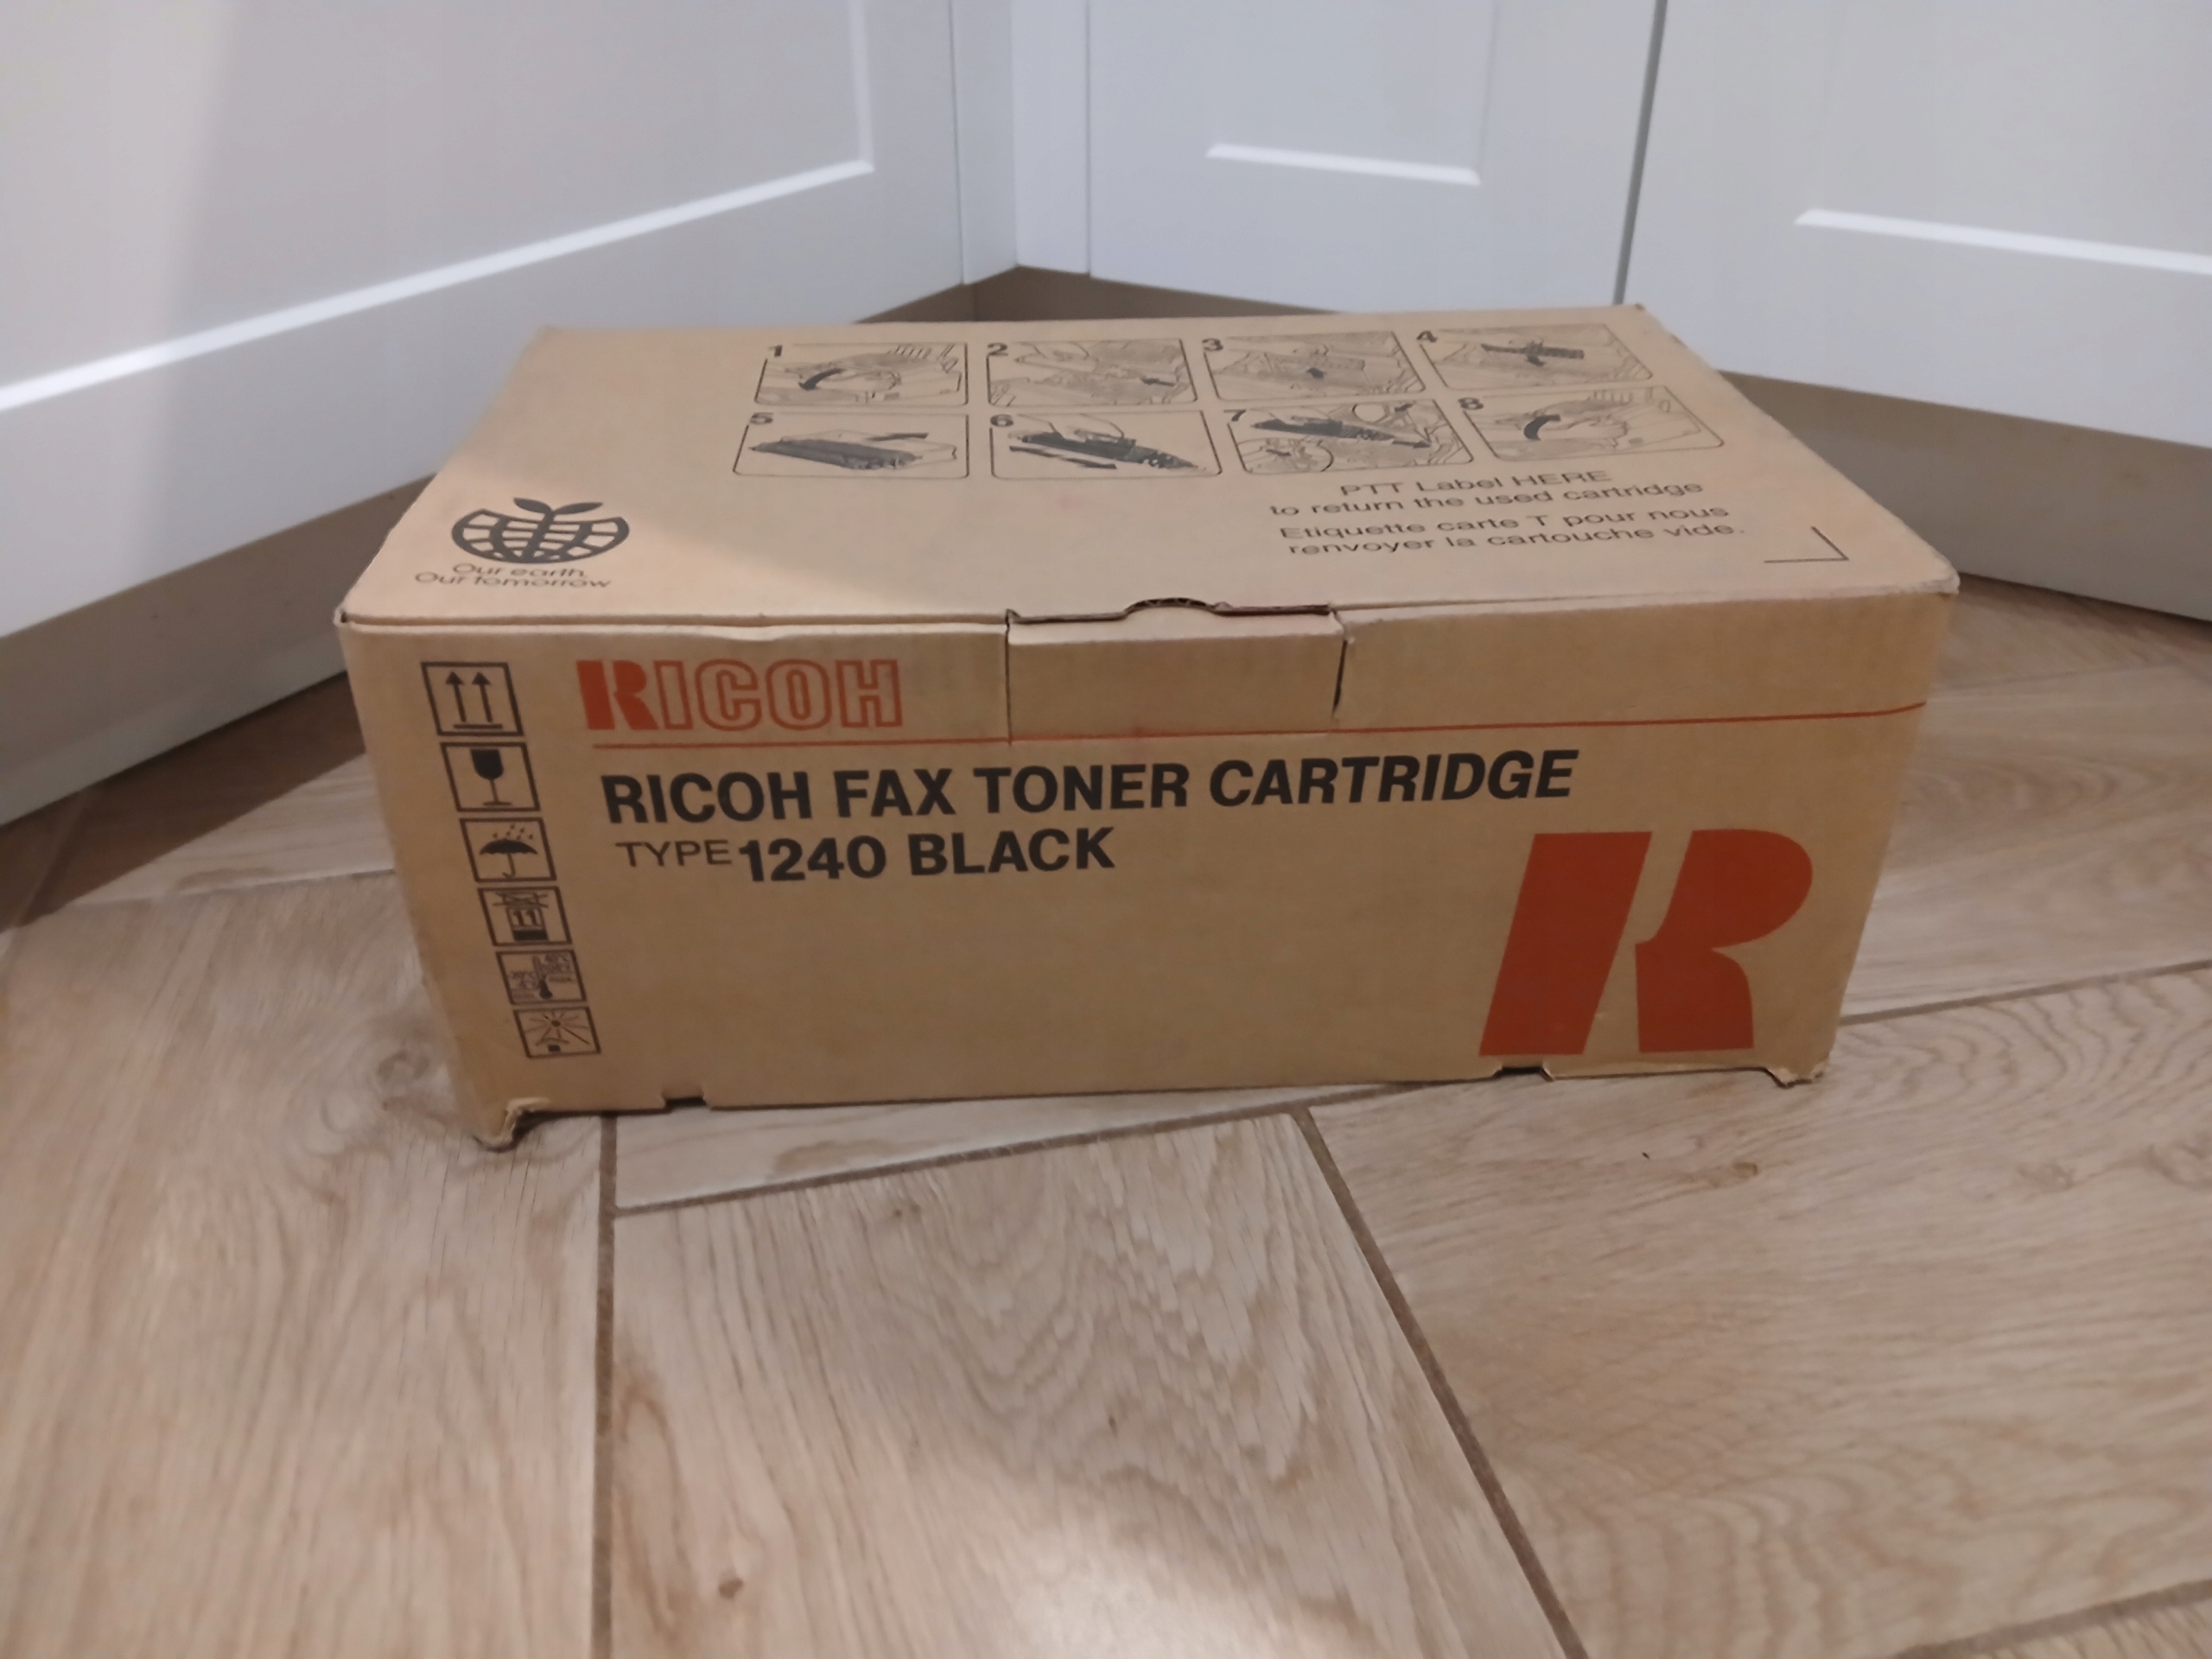 1 2 3 4
5 6 7 8
PTT Label HERE
to return the used cartridge
Etiquette carte T pour nous
renvoyer la cartouche vide.
Our earth
Our tomorrow
RICOH
RICOH FAX TONER CARTRIDGE
TYPE 1240 BLACK
11
R